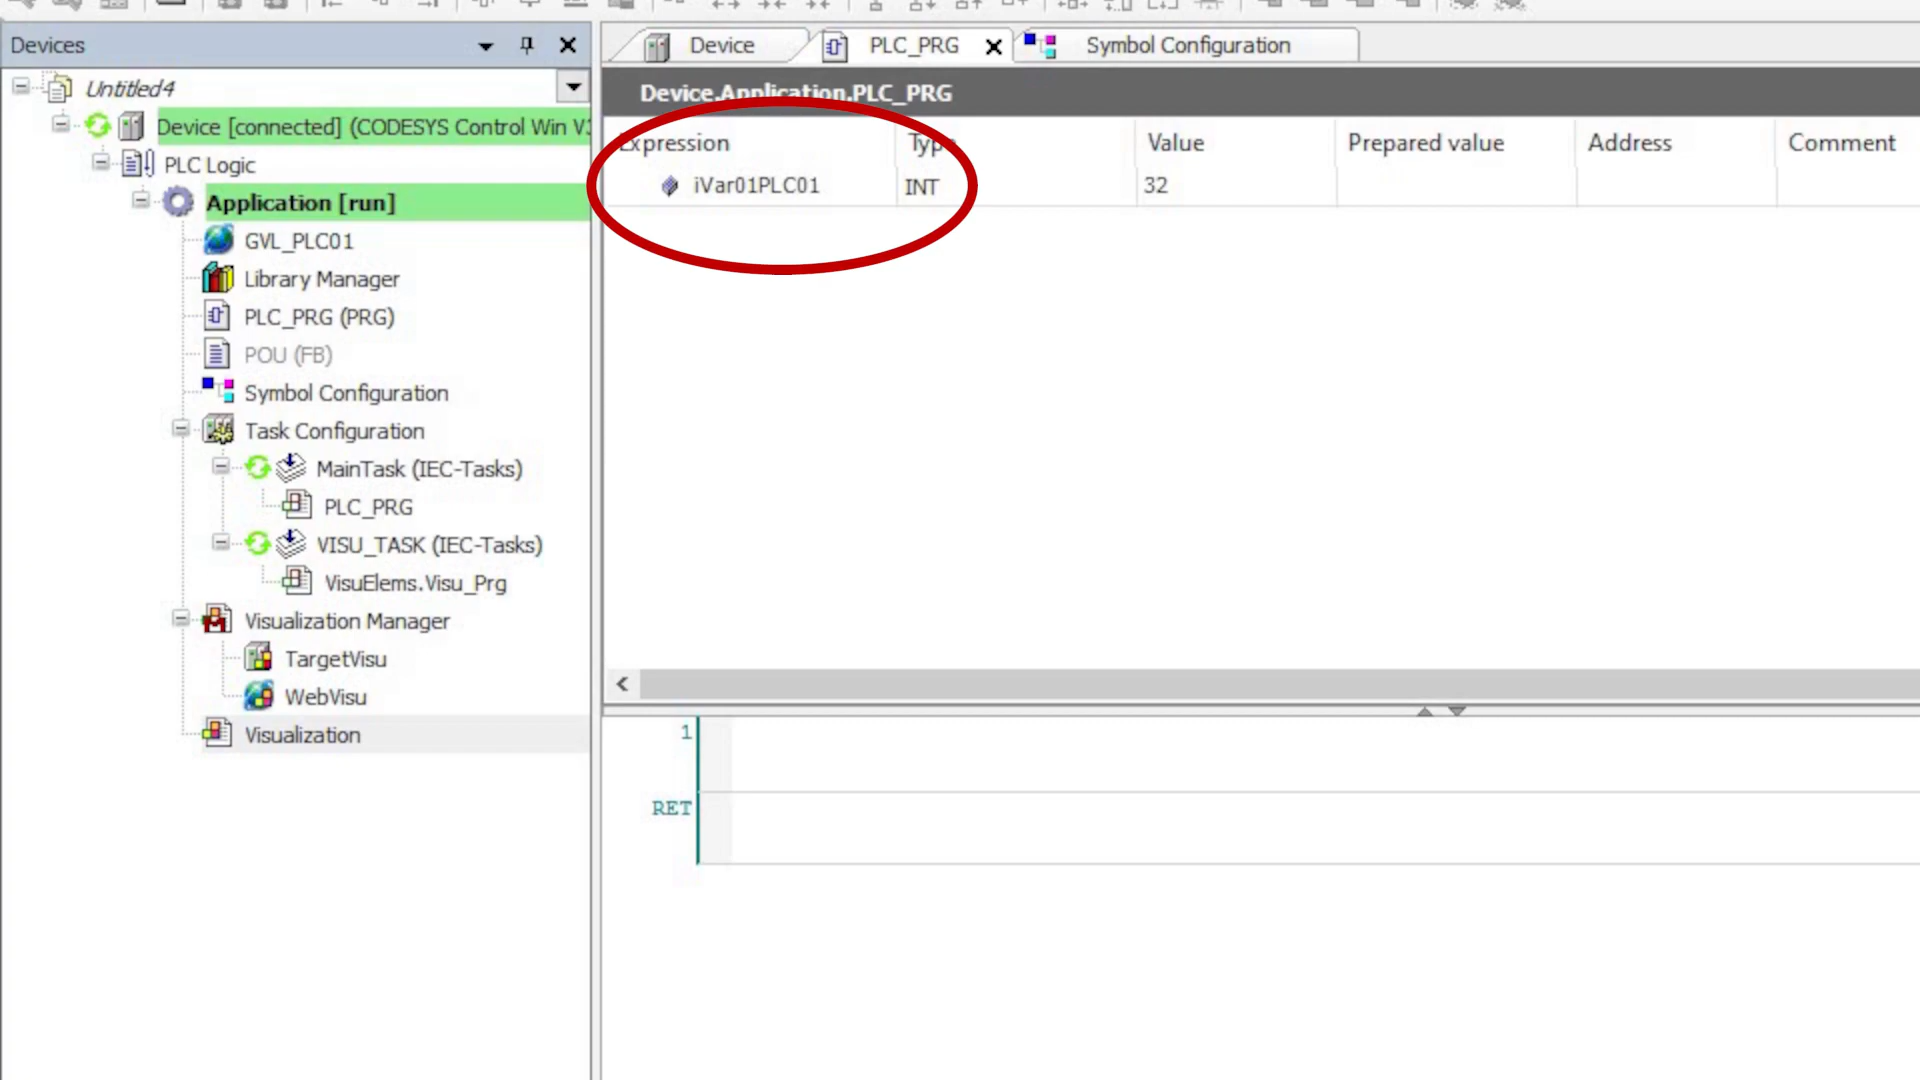 Devices
Untitled4
Device [connected] (CODESYS Control Win V3
PLC Logic
Application [run]
GVL_PLC01
Library Manager
PLC_PRG (PRG)
POU (FB)
Symbol Configuration
Task Configuration
MainTask (IEC-Tasks)
PLC_PRG
VISU_TASK (IEC-Tasks)
VisuElems.Visu_Prg
Visualization Manager
TargetVisu
WebVisu
Visualization
Device PLC_PRG Symbol Configuration
Device.Application.PLC_PRG
Expression Type Value Prepared value Address Comment
iVar01PLC01 INT 32
1
RET